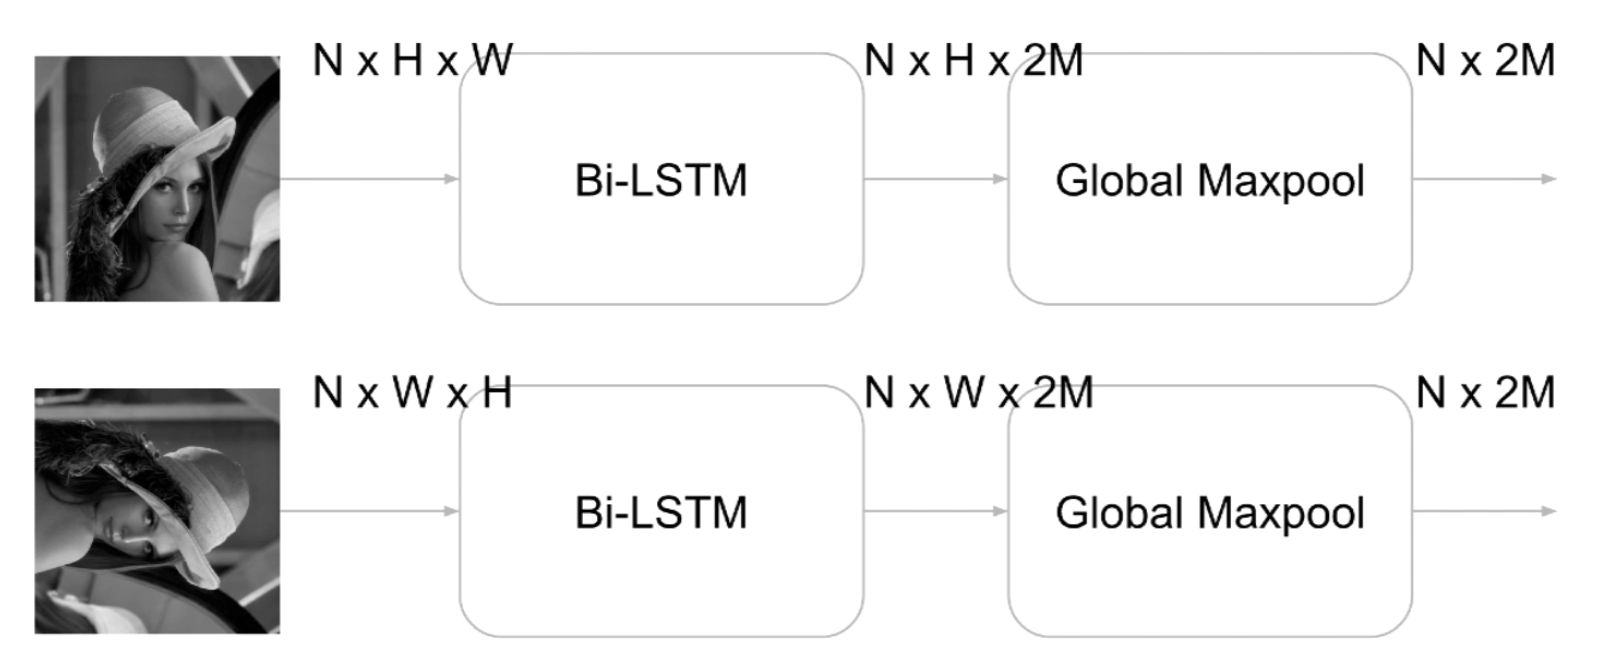 N x H x W
N x H x 2M
N x 2M
Bi-LSTM
Global Maxpool
N x W x H
N x W x 2M
N x 2M
Bi-LSTM
Global Maxpool